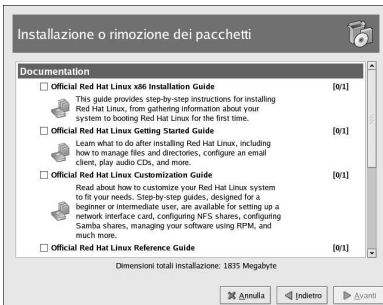 Installazione o rimozione dei pacchetti
Documentation
Official Red Hat Linux x86 Installation Guide [0/1]
This guide provides step-by-step instructions for installing
Red Hat Linux, from gathering information about your
system to booting Red Hat Linux for the first time.
Official Red Hat Linux Getting Started Guide [0/1]
Learn what to do after installing Red Hat Linux, including
how to manage files and directories, configure an email
client, play audio CDs, and more.
Official Red Hat Linux Customization Guide [0/1]
Read about how to customize your Red Hat Linux system
to fit your needs. Step-by-step guides, designed for a
beginner or intermediate user, are available for setting up a
network interface card, configuring NFS shares, configuring
Samba shares, managing your software using RPM, and
much more.
Official Red Hat Linux Reference Guide [0/1]
Dimensioni totali installazione: 1835 Megabyte
Annulla Indietro Avanti